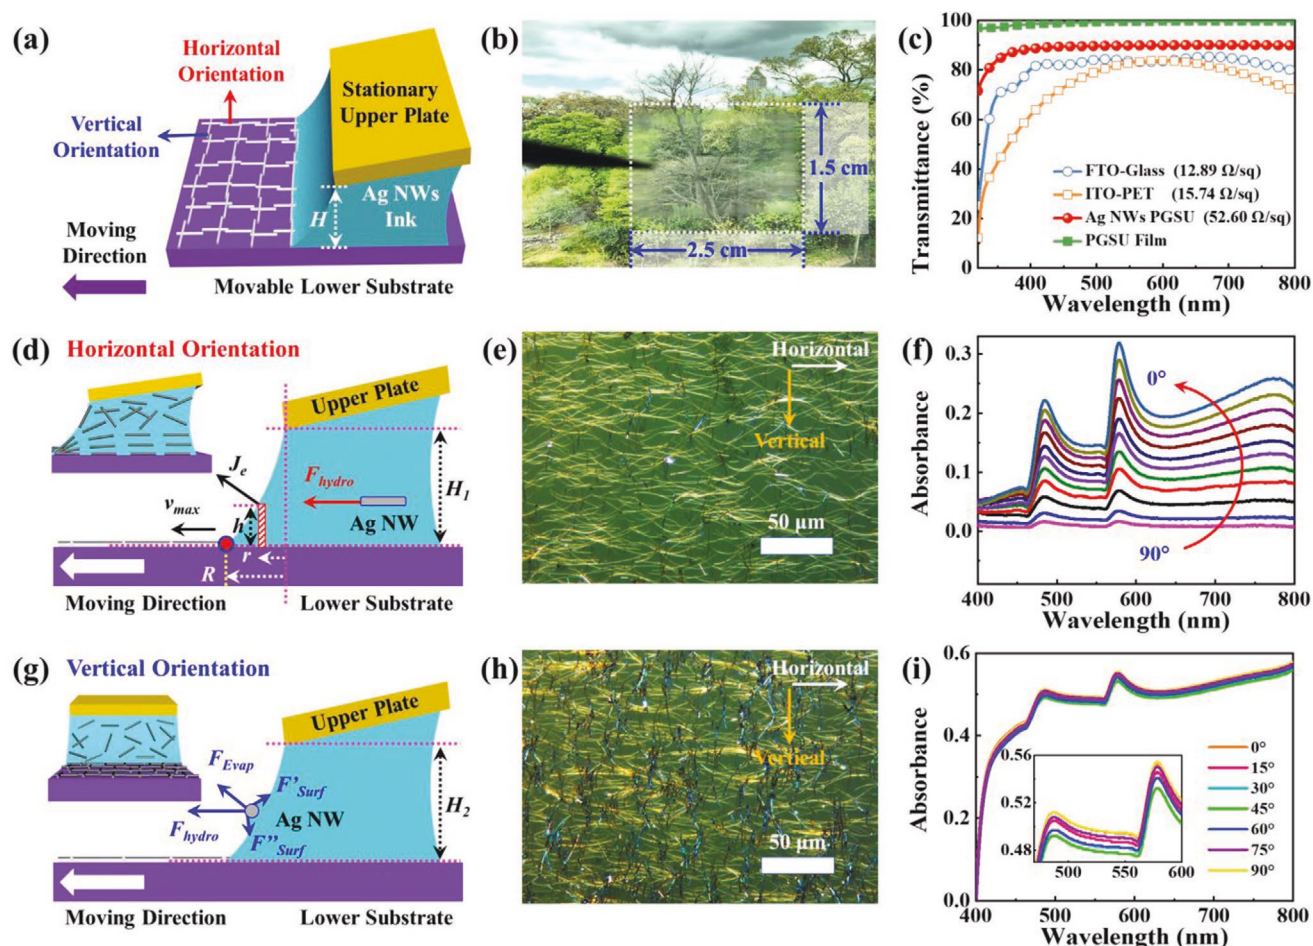 (a)
Horizontal
Orientation
Vertical
Orientation
Stationary
Upper Plate
Ag NWs
Ink
H
Moving
Direction
Movable Lower Substrate
(b)
1.5 cm
2.5 cm
(c)
100
80
60
40
20
0
Transmittance (%)
FTO-Glass (12.89 Ω/sq)
ITO-PET (15.74 Ω/sq)
Ag NWs PGSU (52.60 Ω/sq)
PGSU Film
400 500 600 700 800
Wavelength (nm)
(d) Horizontal Orientation
Upper Plate
J_e
F_hydro
H_1
v_max
h
Ag NW
r
R
Moving Direction
Lower Substrate
(e)
Horizontal
Vertical
50 μm
(f)
0.3
0.2
0.1
0.0
Absorbance
0°
90°
400 500 600 700 800
Wavelength (nm)
(g) Vertical Orientation
Upper Plate
F_Evap
F'_Surf
Ag NW
F_hydro
F''_Surf
H_2
Moving Direction
Lower Substrate
(h)
Horizontal
Vertical
50 μm
(i)
0.6
0.4
0.2
0.0
Absorbance
0.56
0.52
0.48
500 550 600
0°
15°
30°
45°
60°
75°
90°
400 500 600 700 800
Wavelength (nm)